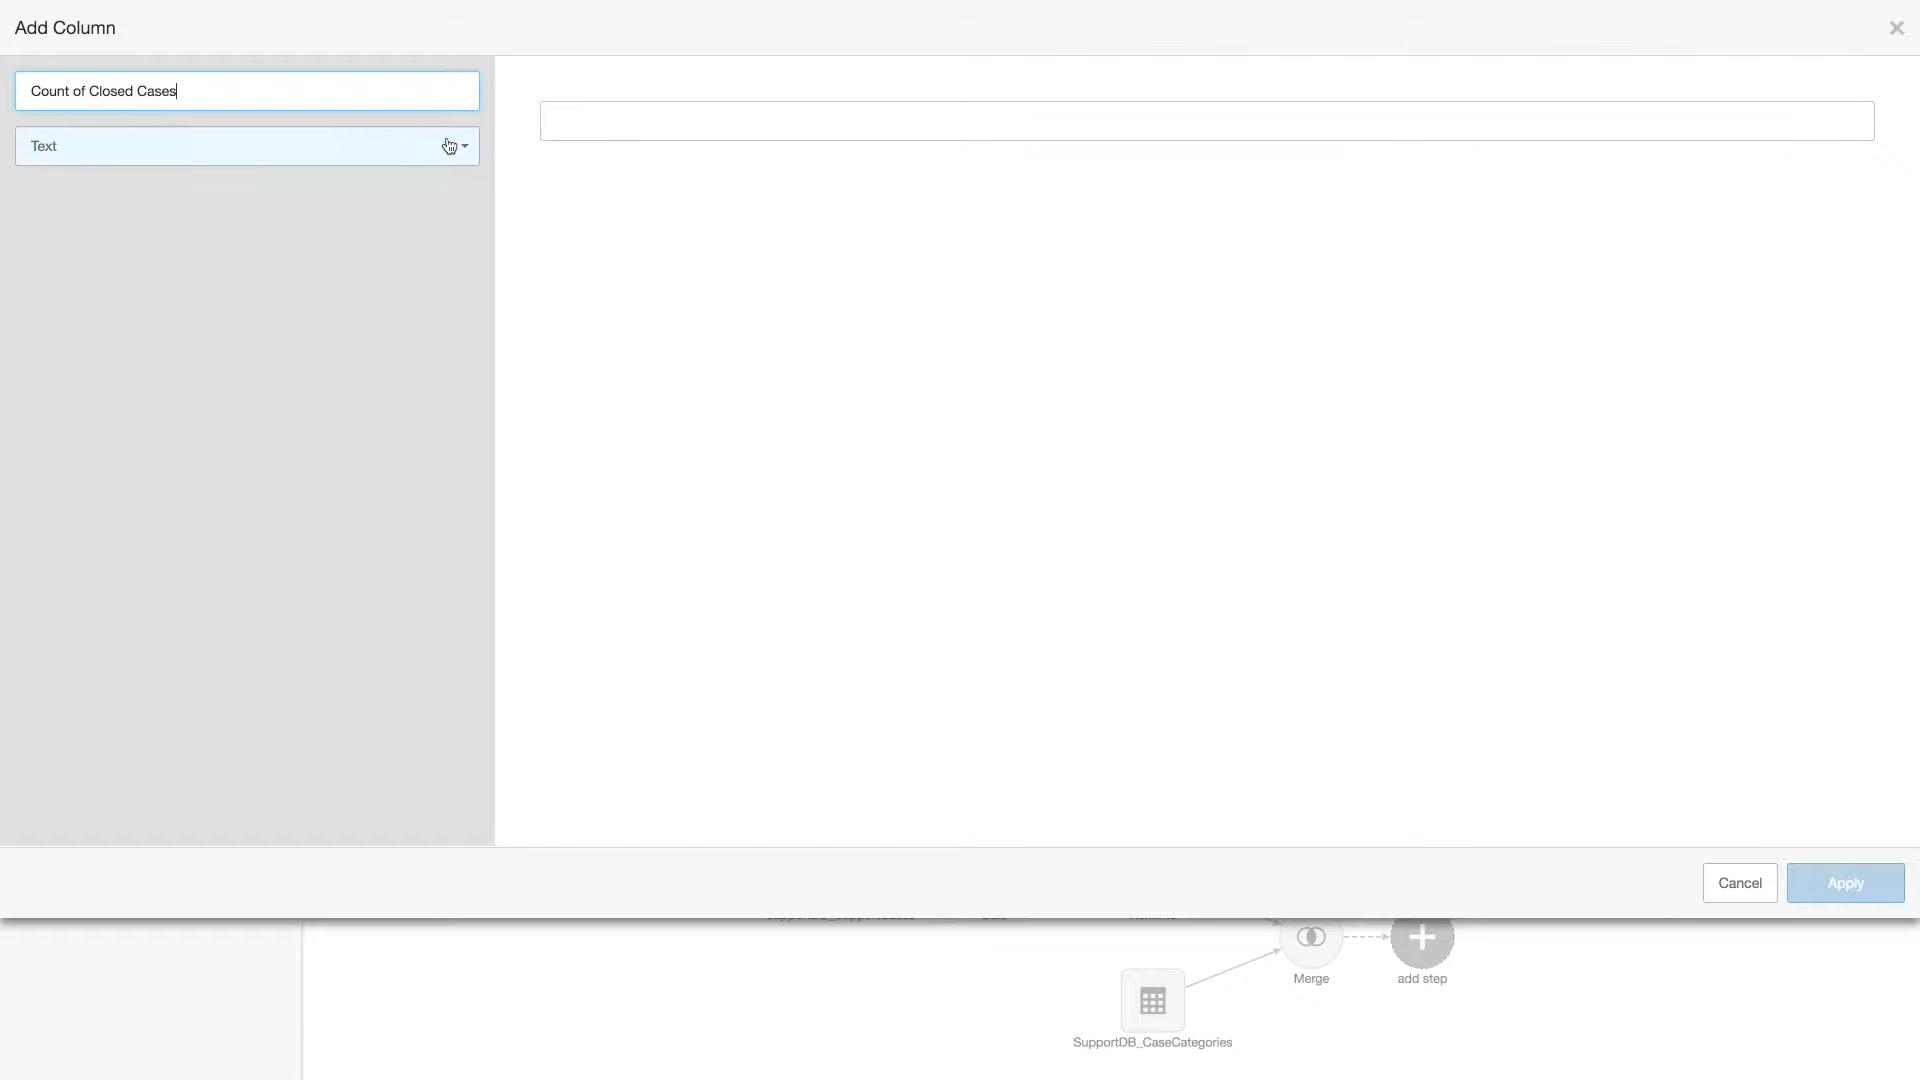 Add Column
Count of Closed Cases
Text
Cancel
Apply
Merge
add step
SupportDB_CaseCategories